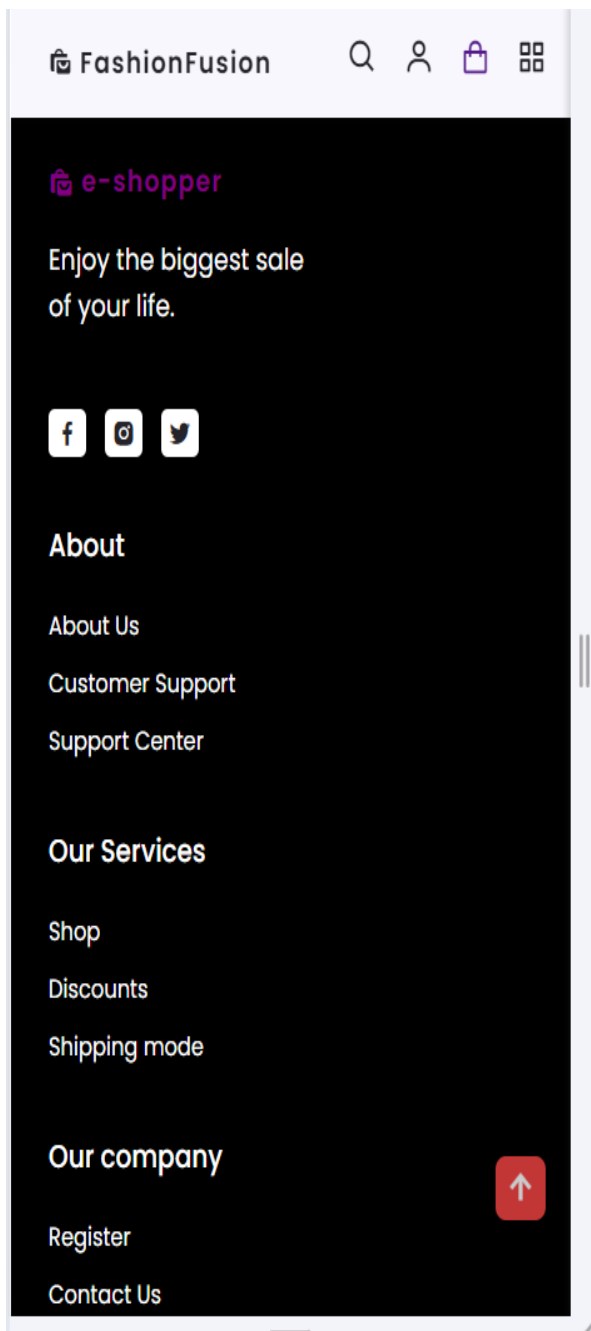 FashionFusion
e-shopper
Enjoy the biggest sale
of your life.
About
About Us
Customer Support
Support Center
Our Services
Shop
Discounts
Shipping mode
Our company
Register
Contact Us